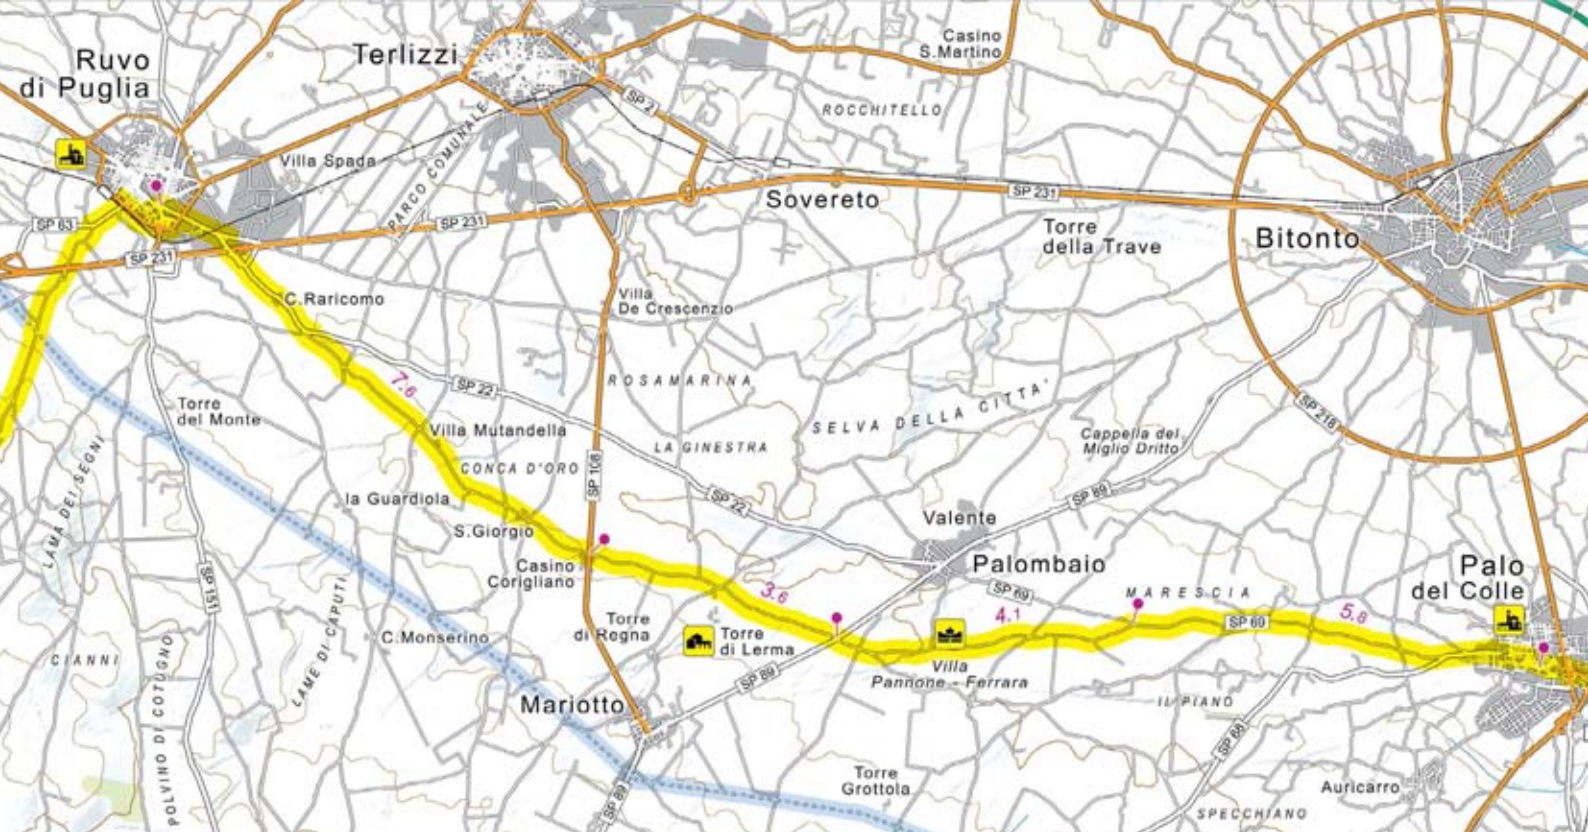 Casino
S.Martino
Ruvo
di Puglia
Terlizzi
SP 2
ROCCHITELLO
Villa Spada
PARCO COMUNALE
SP 63
SP 231
SP 231
Sovereto
SP 231
Torre
della Trave
Bitonto
SP 231
C.Raricomo
Villa
De Crescenzio
7.6
SP 22
ROSAMARINA
SELVA DELLA CITTA'
SP 218
Torre
del Monte
Villa Mutandella
LA GINESTRA
Cappella del
Miglio Dritto
CONCA D'ORO
SP 108
LAMA DEI SEGNI
la Guardiola
SP 22
SP 89
S.Giorgio
Valente
Casino
Corigliano
Palombaio
Palo
del Colle
SP 151
3.6
SP 69
MARESCIA
4.1
5.8
SP 69
LAME DI CAPUTI
Torre
di Regna
C.Monserino
Torre
di Lerma
CIANNI
POLVINO DI COTUGNO
Villa
Pannone - Ferrara
SP 89
Mariotto
IL PIANO
SP 68
Torre
Grottola
Auricarro
SP 89
SPECCHIANO